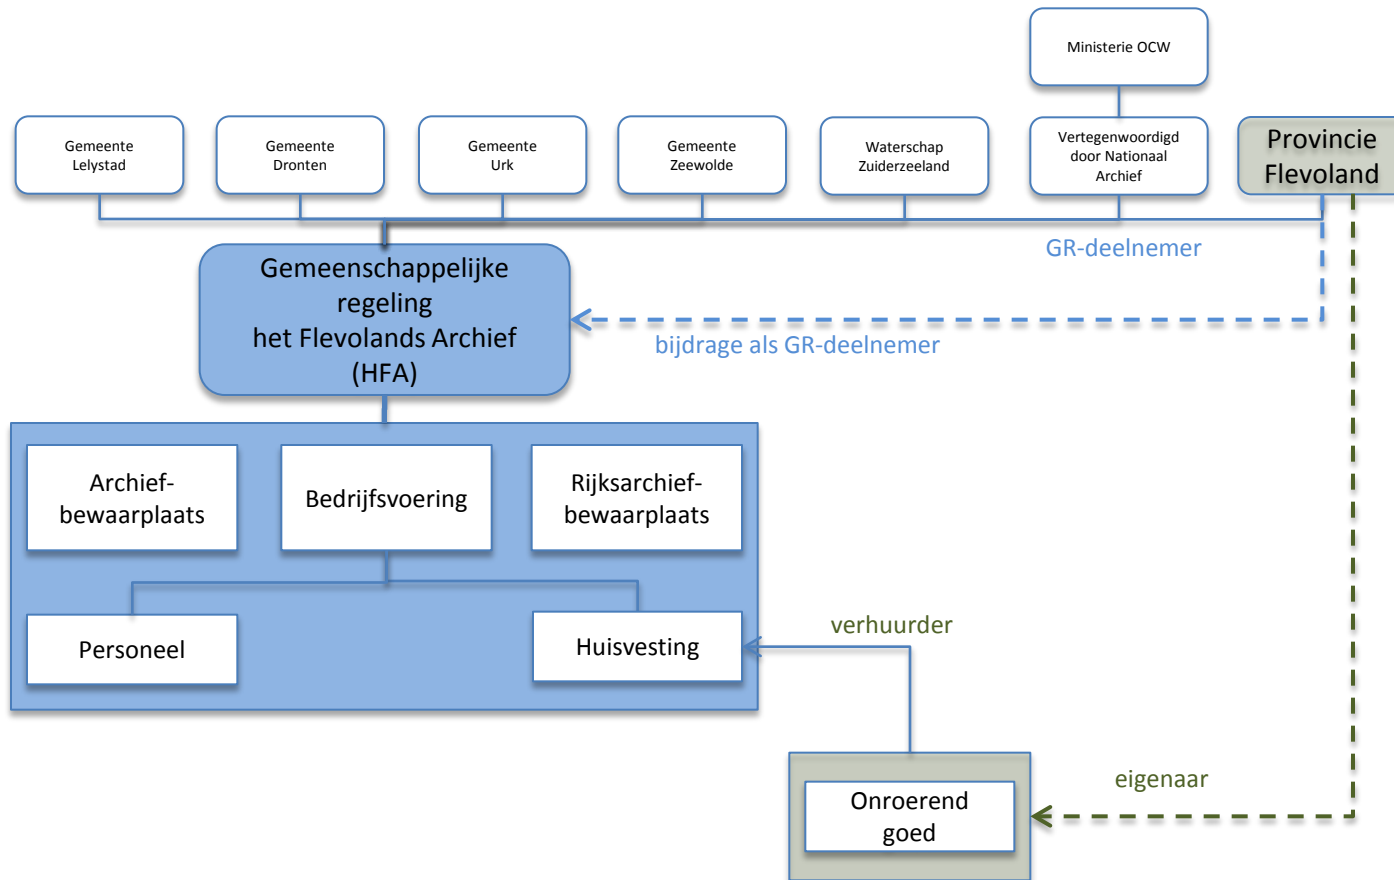 Ministerie OCW
Gemeente
Lelystad
Gemeente
Dronten
Gemeente
Urk
Gemeente
Zeewolde
Waterschap
Zuiderzeeland
Vertegenwoordigd
door Nationaal
Archief
Provincie
Flevoland
GR-deelnemer
Gemeenschappelijke
regeling
het Flevolands Archief
(HFA)
bijdrage als GR-deelnemer
Archief-
bewaarplaats
Bedrijfsvoering
Rijksarchief-
bewaarplaats
Personeel
Huisvesting
verhuurder
eigenaar
Onroerend
goed